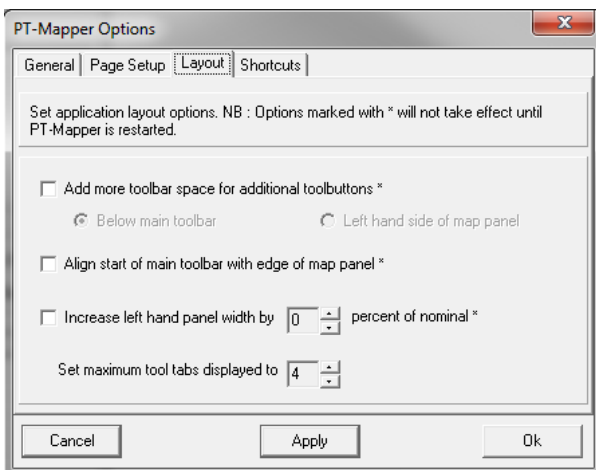 PT-Mapper Options
General Page Setup Layout Shortcuts
Set application layout options. NB : Options marked with * will not take effect until
PT-Mapper is restarted.
Add more toolbar space for additional toolbuttons *
Below main toolbar Left hand side of map panel
Align start of main toolbar with edge of map panel *
Increase left hand panel width by 0 percent of nominal *
Set maximum tool tabs displayed to 4
Cancel Apply Ok